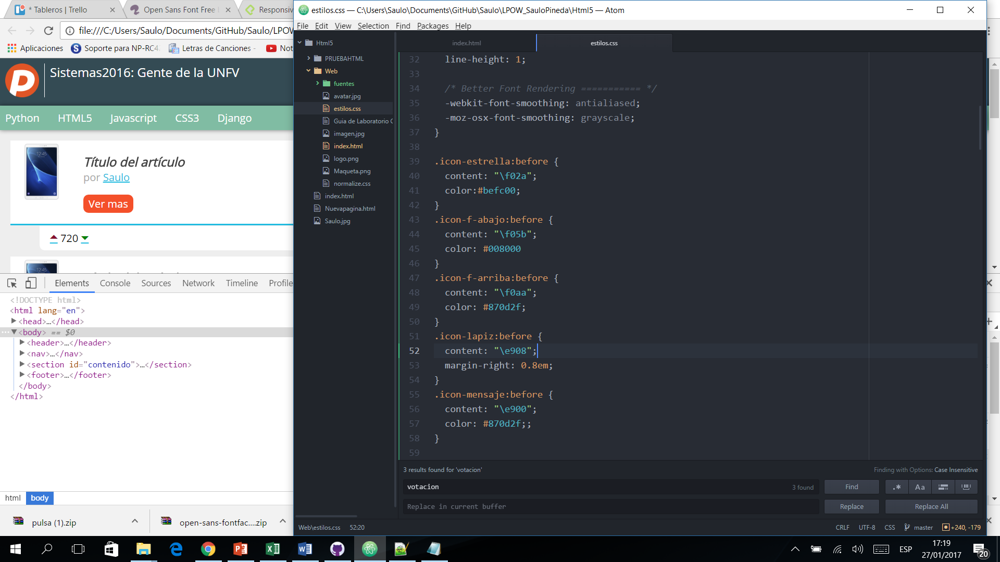 * Tableros | Trello
Open Sans Font Free
Responsiv
file:///C:/Users/Saulo/Documents/GitHub/Saulo/LPOW
Aplicaciones
Soporte para NP-RC4
Letras de Canciones -
Not
Sistemas2016: Gente de la UNFV
Python HTML5 Javascript CSS3 Django
Título del artículo
por Saulo
Ver mas
720
12:45
Elements Console Sources Network Timeline Profile
<!DOCTYPE html>
<html lang="en">
<head>…</head>
<body> == $0
<header>…</header>
<nav>…</nav>
<section id="contenido">…</section>
<footer>…</footer>
</body>
</html>
html body
pulsa (1).zip
open-sans-fontfac....zip
estilos.css — C:\Users\Saulo\Documents\GitHub\Saulo\LPOW_SauloPineda\Html5 — Atom
File Edit View Selection Find Packages Help
Html5
PRUEBAHTML
Web
fuentes
avatar.jpg
estilos.css
Guia de Laboratorio C
imagen.jpg
index.html
logo.png
Maqueta.png
normalize.css
index.html
Nuevapagina.html
Saulo.jpg
index.html
estilos.css
32 line-height: 1;
33
34 /* Better Font Rendering =========== */
35 -webkit-font-smoothing: antialiased;
36 -moz-osx-font-smoothing: grayscale;
37 }
38
39 .icon-estrella:before {
40 content: "\f02a";
41 color:#befc00;
42 }
43 .icon-f-abajo:before {
44 content: "\f05b";
45 color: #008000
46 }
47 .icon-f-arriba:before {
48 content: "\f0aa";
49 color: #870d2f;
50 }
51 .icon-lapiz:before {
52 content: "\e908";
53 margin-right: 0.8em;
54 }
55 .icon-mensaje:before {
56 content: "\e900";
57 color: #870d2f;;
58 }
59
3 results found for 'votacion'
Finding with Options: Case Insensitive
votacion
3 found
Find
.*
Aa
Replace in current buffer
Replace
Replace All
Web\estilos.css 52:20
CRLF UTF-8 CSS master +240, -179
ESP
17:19
27/01/2017
20